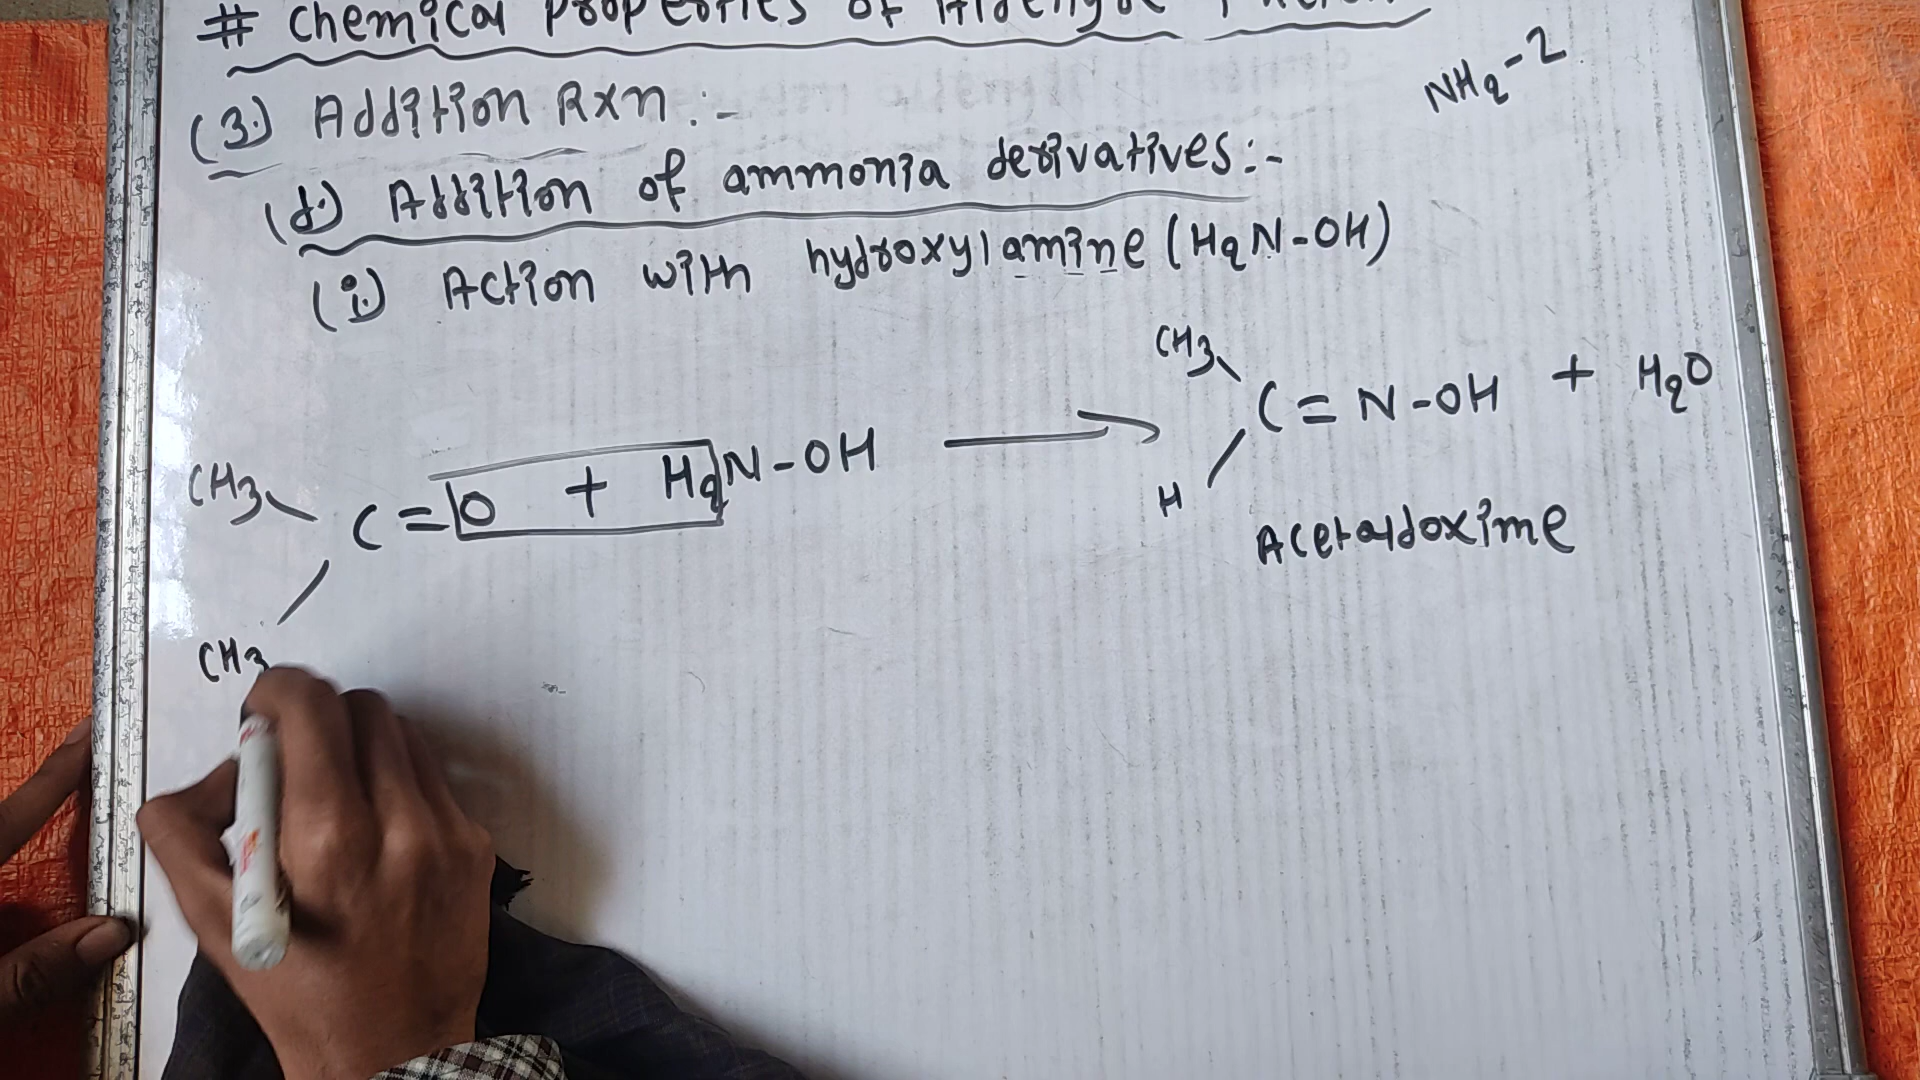 # Chemical Properties of Aldehyde
(3.) Addition Rxn :-
NH2-Z
(d.) Addition of ammonia derivatives :-
(i.) Action with hydroxylamine (H2N-OH)
CH3
C = N-OH + H2O
H
CH3
C = O + H2N-OH
CH3
Acetaldoxime